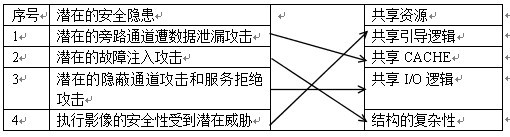 序号 潜在的安全隐患 共享资源
1 潜在的旁路通道遭数据泄漏攻击 共享引导逻辑
2 潜在的故障注入攻击 共享 CACHE
3 潜在的隐蔽通道攻击和服务拒绝 共享 I/O 逻辑
攻击
4 执行影像的安全性受到潜在威胁 结构的复杂性